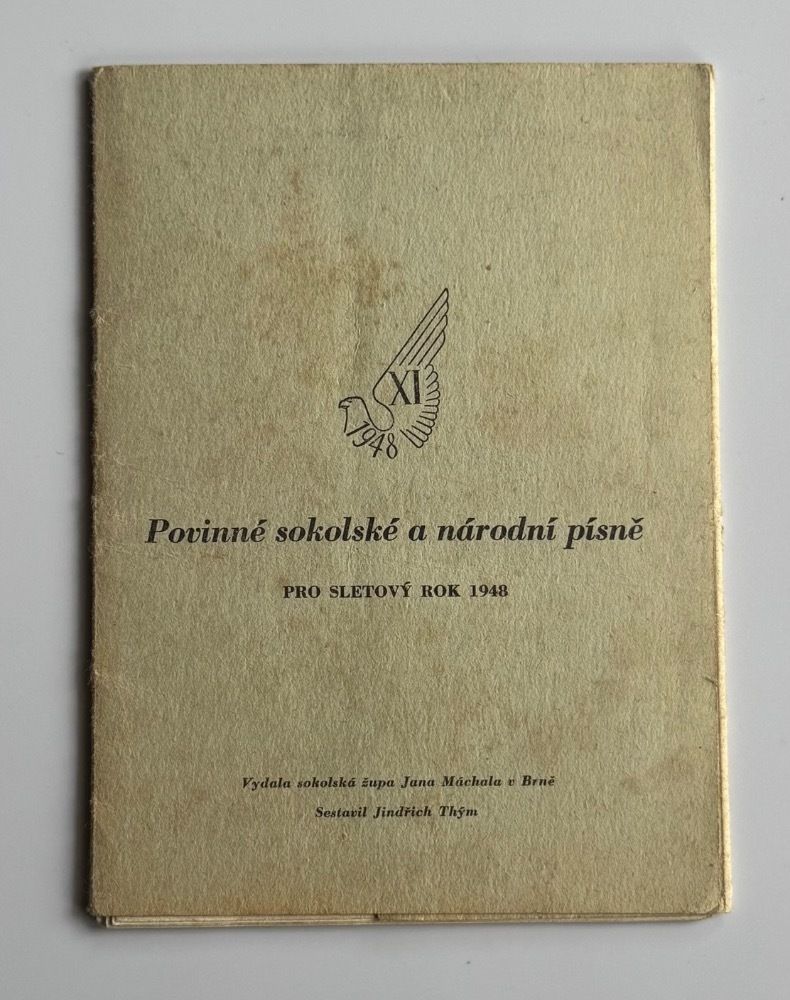 XI
1948
Povinné sokolské a národní písně
PRO SLETOVÝ ROK 1948
Vydala sokolská župa Jana Máchala v Brně
Sestavil Jindřich Thým